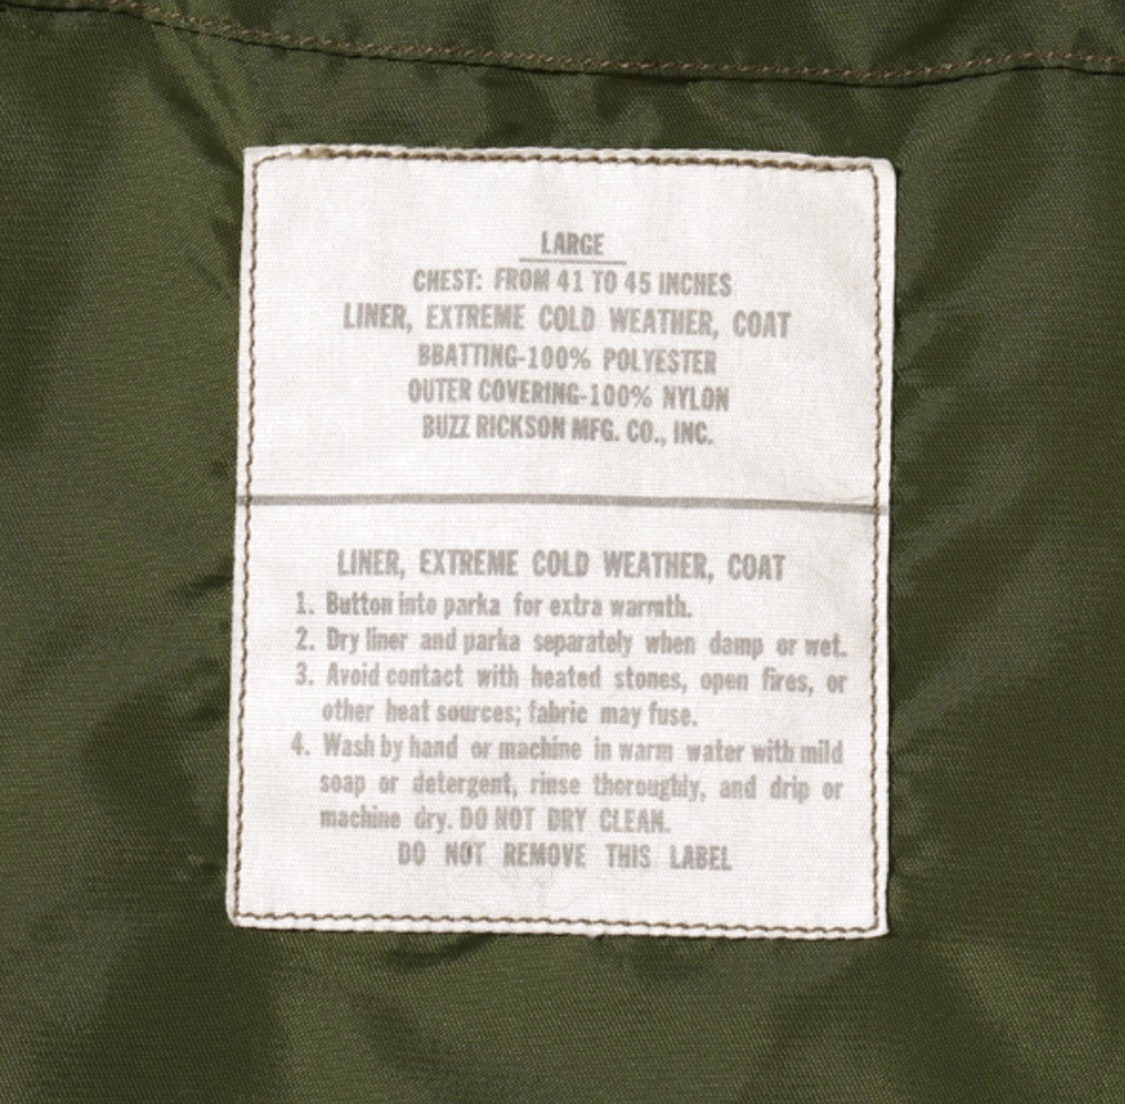 LARGE
CHEST: FROM 41 TO 45 INCHES
LINER, EXTREME COLD WEATHER, COAT
BBATTING-100% POLYESTER
OUTER COVERING-100% NYLON
BUZZ RICKSON MFG. CO., INC.
LINER, EXTREME COLD WEATHER, COAT
1. Button into parka for extra warmth.
2. Dry liner and parka separately when damp or wet.
3. Avoid contact with heated stones, open fires, or
other heat sources; fabric may fuse.
4. Wash by hand or machine in warm water with mild
soap or detergent, rinse thoroughly, and drip or
machine dry. DO NOT DRY CLEAN.
DO NOT REMOVE THIS LABEL